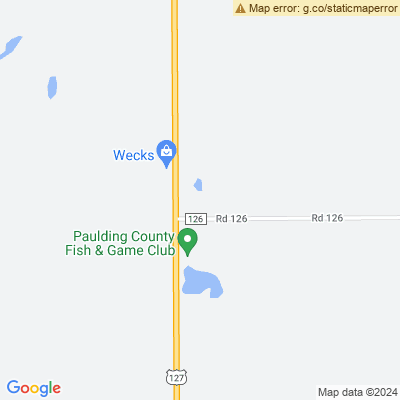 Map error: g.co/staticmaperror
Wecks
126
Rd 126
Rd 126
Paulding County
Fish & Game Club
127
Google
Map data ©2024